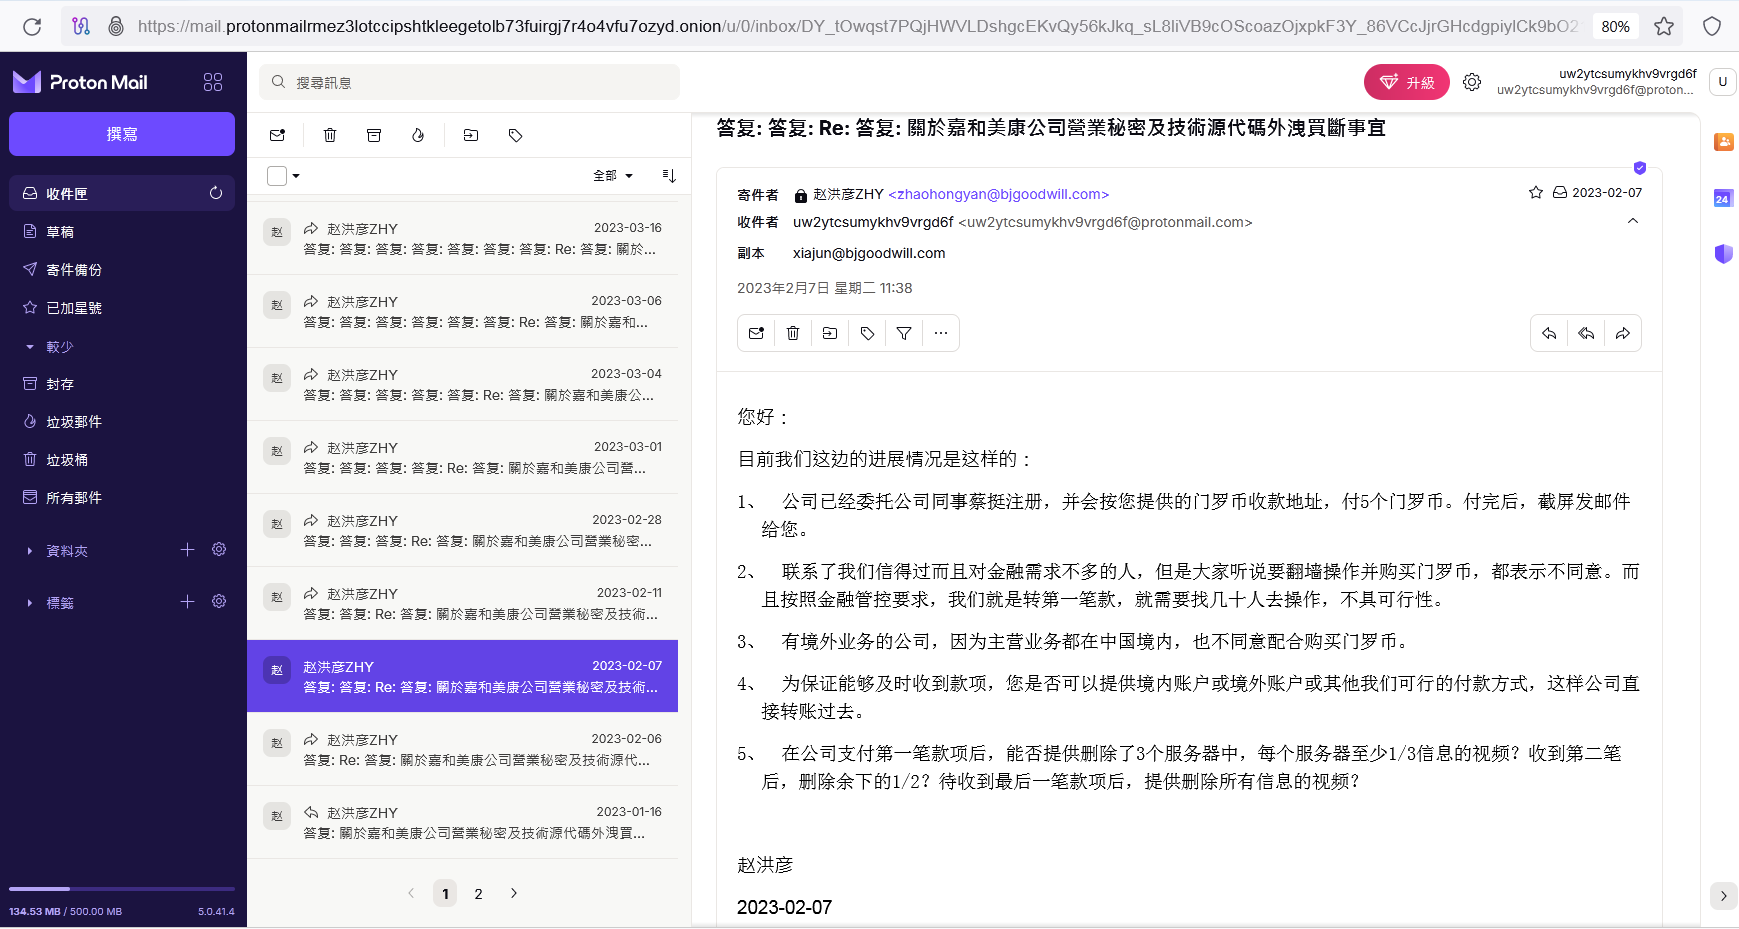 https://mail.protonmailrmez3lotccipshtkleegetolb73fuirgj7r4o4vfu7ozyd.onion/u/0/inbox/DY_tOwqst7PQjHWVLDshgcEKvQy56kJkq_sL8liVB9cOScoazOjxpkF3Y_86VCcJjrGHcdgpiylCk9bO2
80%
Proton Mail
搜尋訊息
升級
uw2ytcsumykhv9vrgd6f
uw2ytcsumykhv9vrgd6f@proton...
U
撰寫
收件匣
草稿
寄件備份
已加星號
較少
封存
垃圾郵件
垃圾桶
所有郵件
資料夾
標籤
134.53 MB / 500.00 MB
5.0.41.4
全部
赵
赵洪彦ZHY
2023-03-16
答复: 答复: 答复: 答复: 答复: 答复: 答复: Re: 答复: 關於...
赵
赵洪彦ZHY
2023-03-06
答复: 答复: 答复: 答复: 答复: 答复: Re: 答复: 關於嘉和...
赵
赵洪彦ZHY
2023-03-04
答复: 答复: 答复: 答复: 答复: Re: 答复: 關於嘉和美康公...
赵
赵洪彦ZHY
2023-03-01
答复: 答复: 答复: 答复: Re: 答复: 關於嘉和美康公司營...
赵
赵洪彦ZHY
2023-02-28
答复: 答复: 答复: Re: 答复: 關於嘉和美康公司營業秘密...
赵
赵洪彦ZHY
2023-02-11
答复: 答复: Re: 答复: 關於嘉和美康公司營業秘密及技術...
赵
赵洪彦ZHY
2023-02-07
答复: 答复: Re: 答复: 關於嘉和美康公司營業秘密及技術...
赵
赵洪彦ZHY
2023-02-06
答复: Re: 答复: 關於嘉和美康公司營業秘密及技術源代...
赵
赵洪彦ZHY
2023-01-16
答复: 關於嘉和美康公司營業秘密及技術源代碼外洩買...
1
2
答复: 答复: Re: 答复: 關於嘉和美康公司營業秘密及技術源代碼外洩買斷事宜
寄件者 赵洪彦ZHY <zhaohongyan@bjgoodwill.com>
2023-02-07
收件者 uw2ytcsumykhv9vrgd6f <uw2ytcsumykhv9vrgd6f@protonmail.com>
副本 xiajun@bjgoodwill.com
2023年2月7日 星期二 11:38
您好：
目前我们这边的进展情况是这样的：
1、 公司已经委托公司同事蔡挺注册，并会按您提供的门罗币收款地址，付5个门罗币。付完后，截屏发邮件
给您。
2、 联系了我们信得过而且对金融需求不多的人，但是大家听说要翻墙操作并购买门罗币，都表示不同意。而
且按照金融管控要求，我们就是转第一笔款，就需要找几十人去操作，不具可行性。
3、 有境外业务的公司，因为主营业务都在中国境内，也不同意配合购买门罗币。
4、 为保证能够及时收到款项，您是否可以提供境内账户或境外账户或其他我们可行的付款方式，这样公司直
接转账过去。
5、 在公司支付第一笔款项后，能否提供删除了3个服务器中，每个服务器至少1/3信息的视频？收到第二笔
后，删除余下的1/2？待收到最后一笔款项后，提供删除所有信息的视频？
赵洪彦
2023-02-07
24